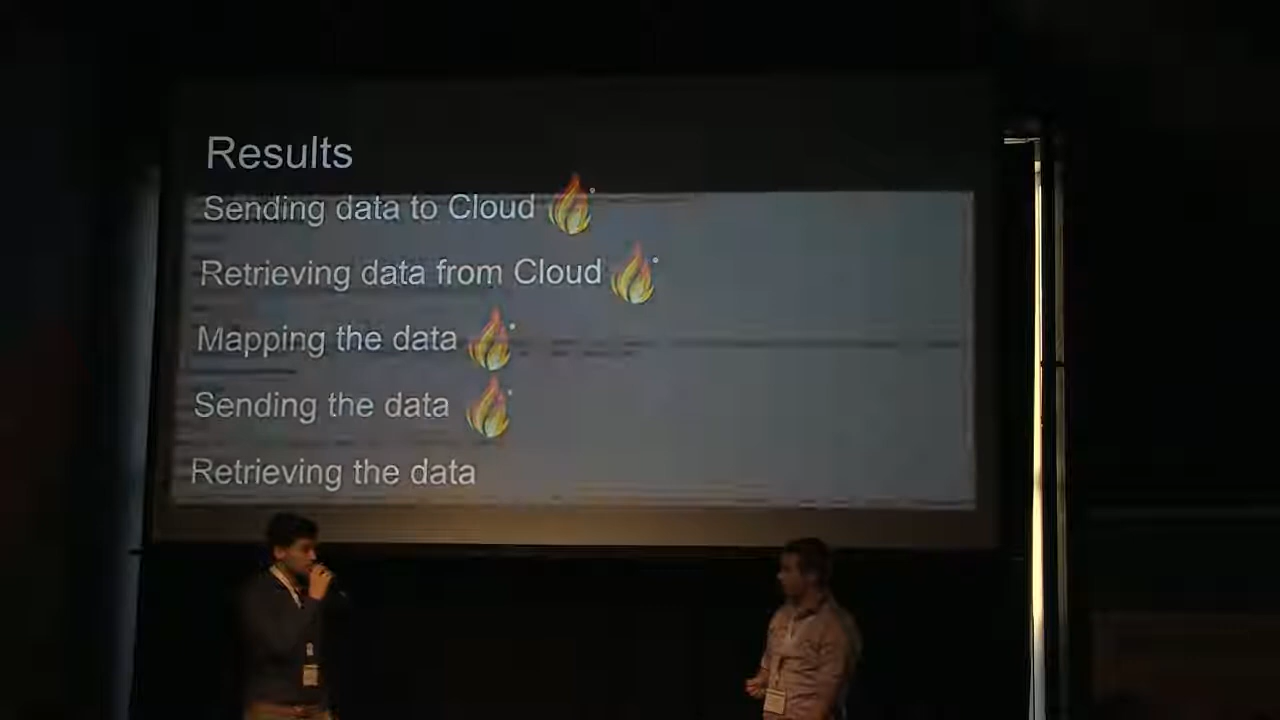 Results
Sending data to Cloud
Retrieving data from Cloud
Mapping the data
Sending the data
Retrieving the data